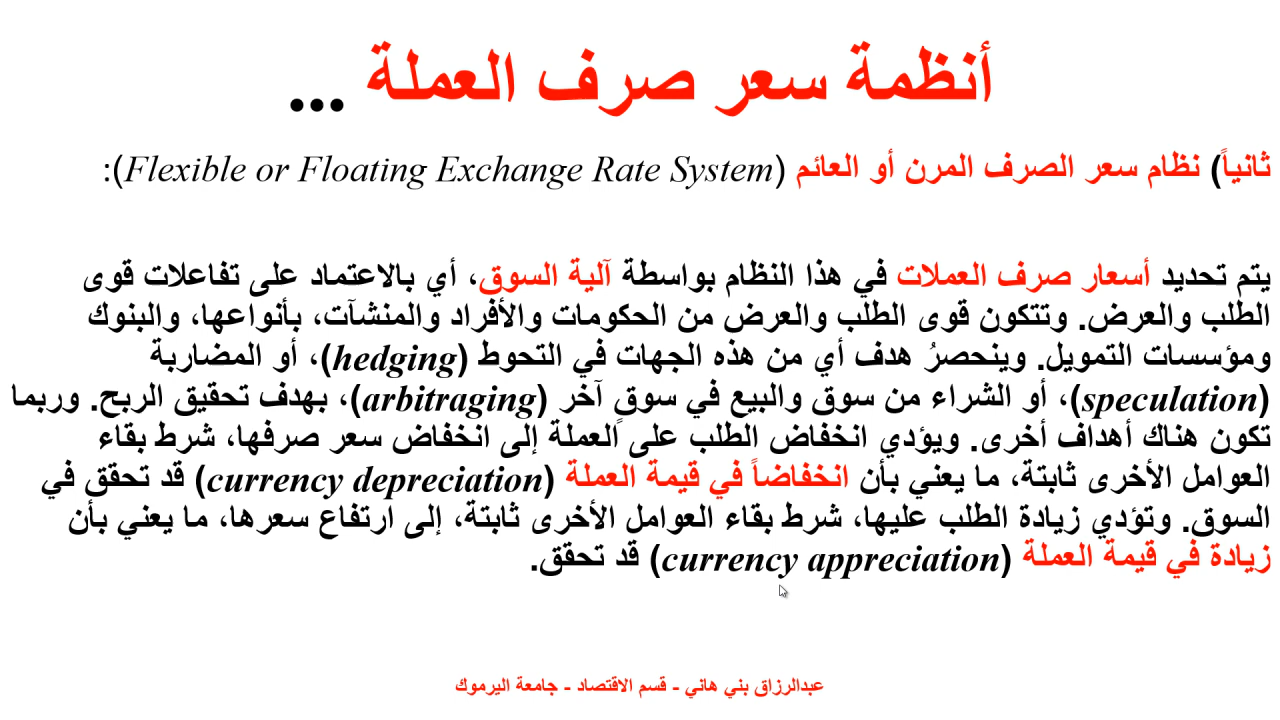 أنظمة سعر صرف العملة ...
ثانياً) نظام سعر الصرف المرن أو العائم (Flexible or Floating Exchange Rate System):
يتم تحديد أسعار صرف العملات في هذا النظام بواسطة آلية السوق، أي بالاعتماد على تفاعلات قوى
الطلب والعرض. وتتكون قوى الطلب والعرض من الحكومات والأفراد والمنشآت، بأنواعها، والبنوك
ومؤسسات التمويل. وينحصرُ هدف أي من هذه الجهات في التحوط (hedging)، أو المضاربة
(speculation)، أو الشراء من سوق والبيع في سوقٍ آخر (arbitraging)، بهدف تحقيق الربح. وربما
تكون هناك أهداف أخرى. ويؤدي انخفاض الطلب على العملة إلى انخفاض سعر صرفها، شرط بقاء
العوامل الأخرى ثابتة، ما يعني بأن انخفاضاً في قيمة العملة (currency depreciation) قد تحقق في
السوق. وتؤدي زيادة الطلب عليها، شرط بقاء العوامل الأخرى ثابتة، إلى ارتفاع سعرها، ما يعني بأن
زيادة في قيمة العملة (currency appreciation) قد تحقق.
عبدالرزاق بني هاني - قسم الاقتصاد - جامعة اليرموك